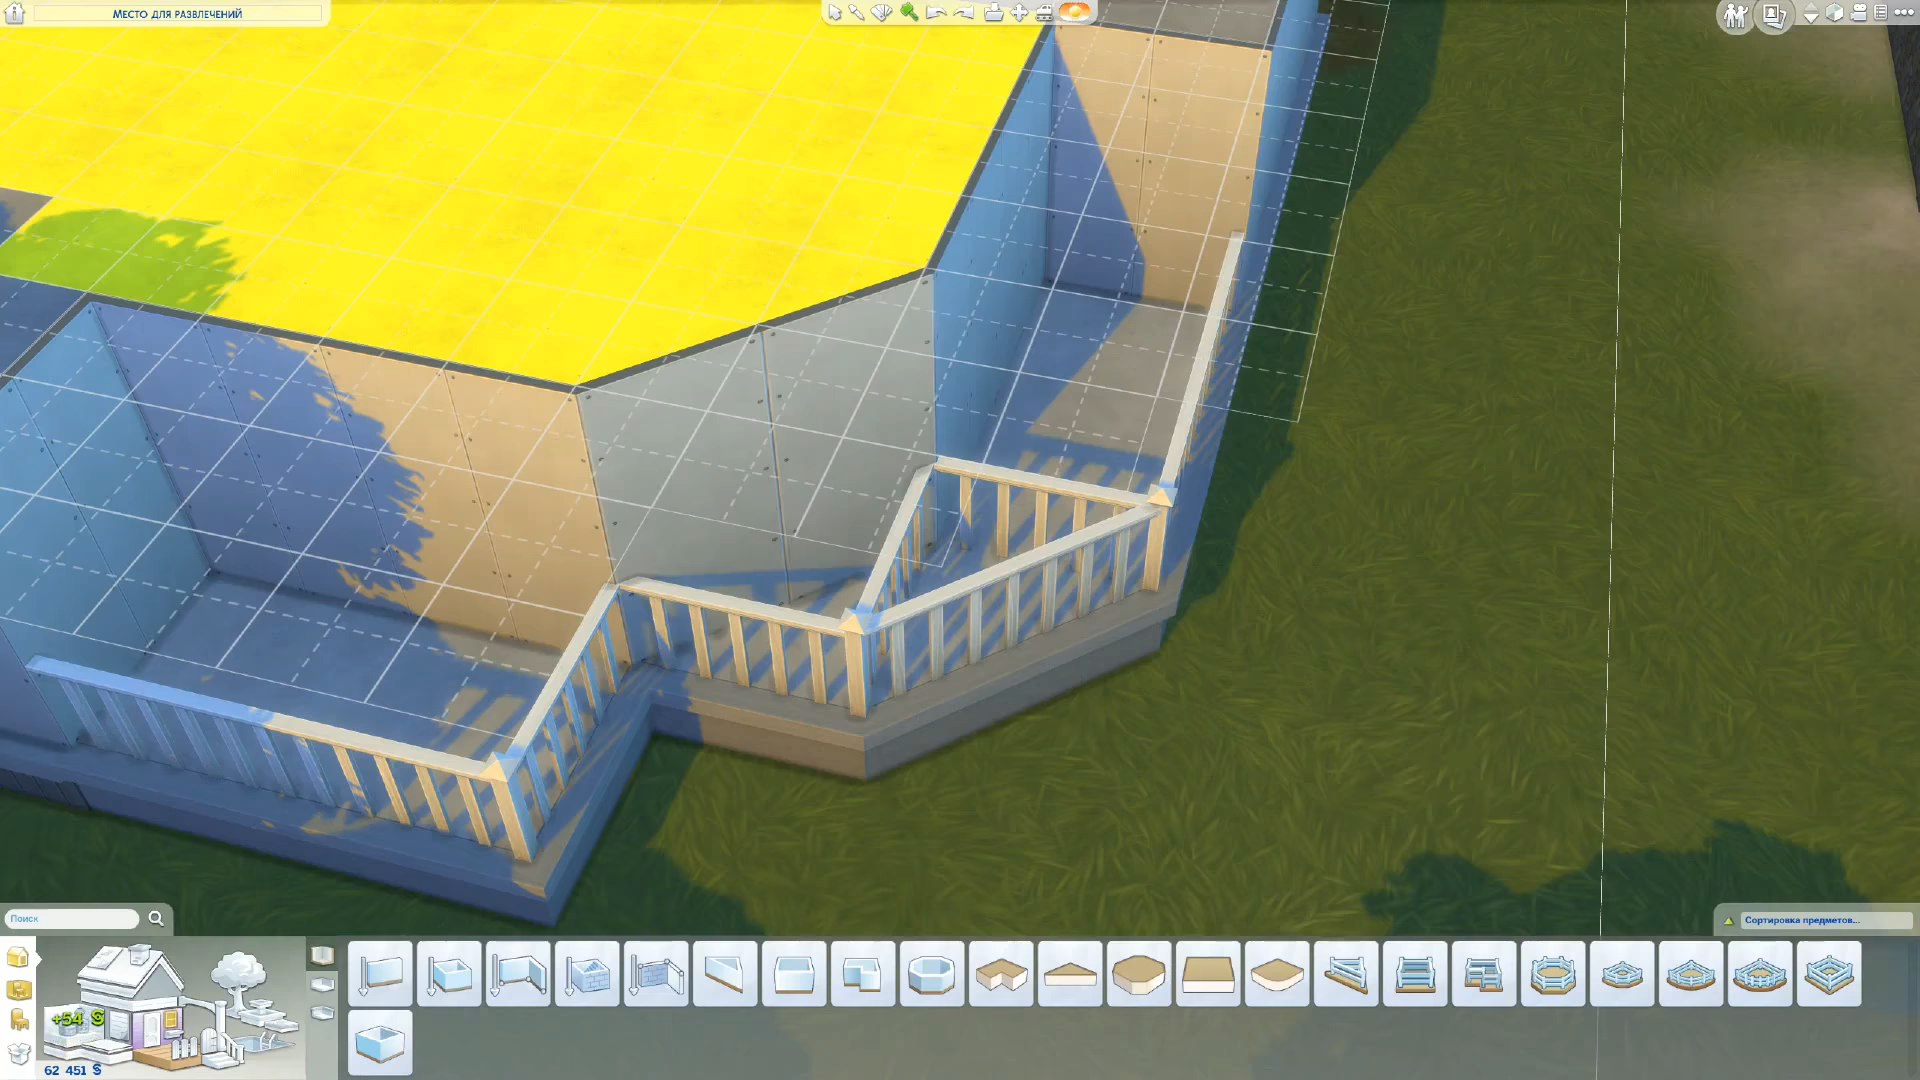 Место для развлечений
Поиск
Сортировка предметов...
+54 $
62 451 $